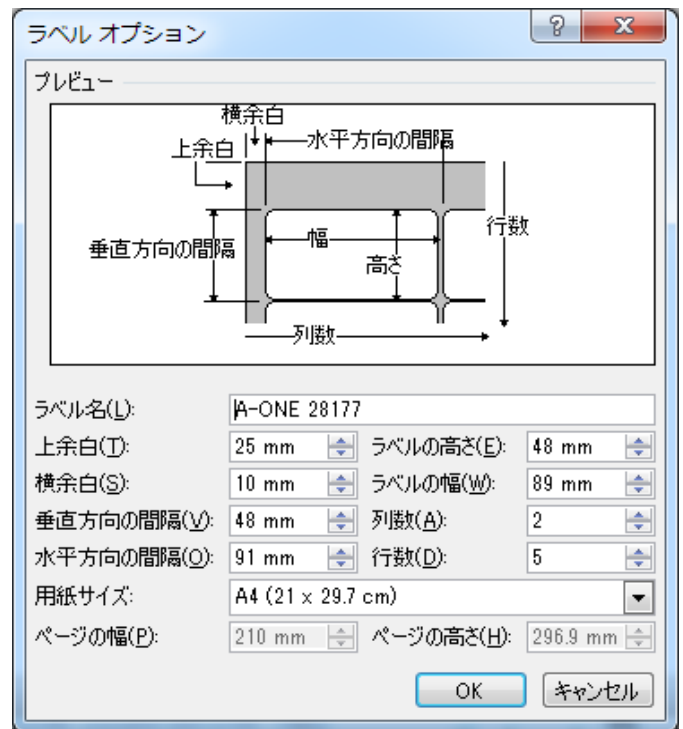 ラベル オプション
プレビュー
横余白
上余白
水平方向の間隔
行数
垂直方向の間隔
幅
高さ
列数
ラベル名(L): A-ONE 28177
上余白(T): 25 mm ラベルの高さ(E): 48 mm
横余白(S): 10 mm ラベルの幅(W): 89 mm
垂直方向の間隔(V): 48 mm 列数(A): 2
水平方向の間隔(O): 91 mm 行数(D): 5
用紙サイズ: A4 (21 x 29.7 cm)
ページの幅(P): 210 mm ページの高さ(H): 296.9 mm
OK キャンセル